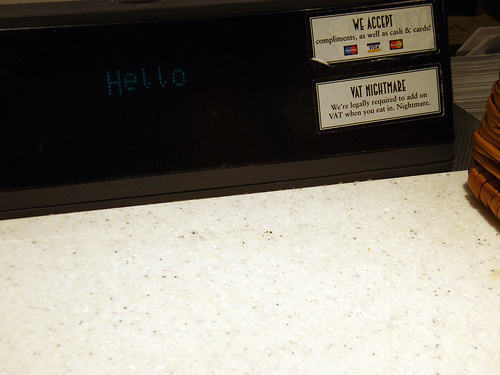 Hello
WE ACCEPT
compliments, as well as cash & cards!
VISA
VAT NIGHTMARE
We're legally required to add on
VAT when you eat in. Nightmare.